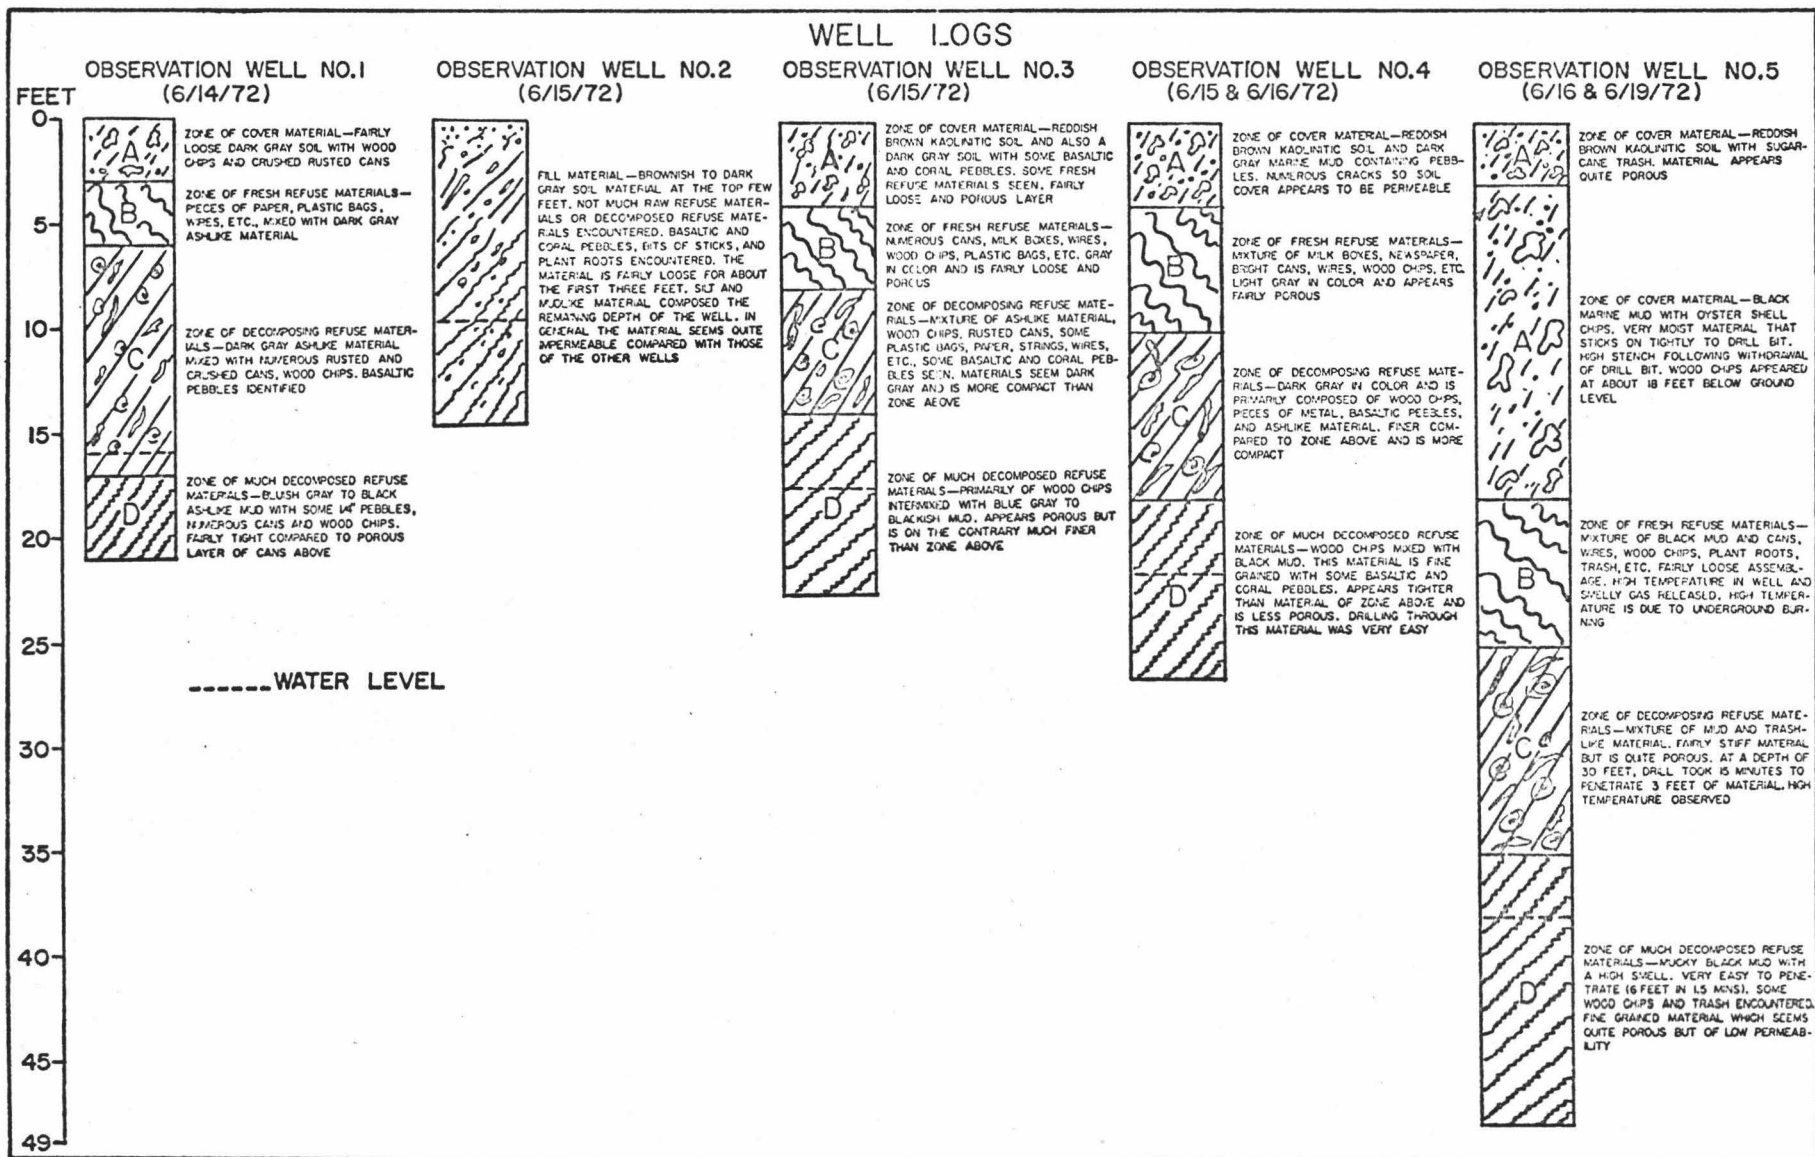 WELL LOGS
OBSERVATION WELL NO.1
(6/14/72)
OBSERVATION WELL NO.2
(6/15/72)
OBSERVATION WELL NO.3
(6/15/72)
OBSERVATION WELL NO.4
(6/15 & 6/16/72)
OBSERVATION WELL NO.5
(6/16 & 6/19/72)
FEET
0
5
10
15
20
25
30
35
40
45
49
A
ZONE OF COVER MATERIAL—FAIRLY
LOOSE DARK GRAY SOIL WITH WOOD
CHIPS AND CRUSHED RUSTED CANS
B
ZONE OF FRESH REFUSE MATERIALS—
PIECES OF PAPER, PLASTIC BAGS,
WIRES, ETC., MIXED WITH DARK GRAY
ASHLIKE MATERIAL
C
ZONE OF DECOMPOSING REFUSE MATER-
IALS—DARK GRAY ASHLIKE MATERIAL
MIXED WITH NUMEROUS RUSTED AND
CRUSHED CANS, WOOD CHIPS. BASALTIC
PEBBLES IDENTIFIED
D
ZONE OF MUCH DECOMPOSED REFUSE
MATERIALS—BLUISH GRAY TO BLACK
ASHLIKE MUD WITH SOME 1/4" PEBBLES,
NUMEROUS CANS AND WOOD CHIPS.
FAIRLY TIGHT COMPARED TO POROUS
LAYER OF CANS ABOVE
FILL MATERIAL—BROWNISH TO DARK
GRAY SOIL MATERIAL AT THE TOP FEW
FEET. NOT MUCH RAW REFUSE MATER-
IALS OR DECOMPOSED REFUSE MATE-
RIALS ENCOUNTERED. BASALTIC AND
CORAL PEBBLES, BITS OF STICKS, AND
PLANT ROOTS ENCOUNTERED. THE
MATERIAL IS FAIRLY LOOSE FOR ABOUT
THE FIRST THREE FEET. SILT AND
MUDLIKE MATERIAL COMPOSED THE
REMAINING DEPTH OF THE WELL. IN
GENERAL THE MATERIAL SEEMS QUITE
IMPERMEABLE COMPARED WITH THOSE
OF THE OTHER WELLS
A
ZONE OF COVER MATERIAL—REDDISH
BROWN KAOLINITIC SOIL AND ALSO A
DARK GRAY SOIL WITH SOME BASALTIC
AND CORAL PEBBLES. SOME FRESH
REFUSE MATERIALS SEEN, FAIRLY
LOOSE AND POROUS LAYER
B
ZONE OF FRESH REFUSE MATERIALS—
NUMEROUS CANS, MILK BOXES, WIRES,
WOOD CHIPS, PLASTIC BAGS, ETC. GRAY
IN COLOR AND IS FAIRLY LOOSE AND
POROUS
C
ZONE OF DECOMPOSING REFUSE MATE-
RIALS—MIXTURE OF ASHLIKE MATERIAL,
WOOD CHIPS, RUSTED CANS, SOME
PLASTIC BAGS, PAPER, STRINGS, WIRES,
ETC., SOME BASALTIC AND CORAL PEB-
BLES SEEN. MATERIALS SEEM DARK
GRAY AND IS MORE COMPACT THAN
ZONE ABOVE
D
ZONE OF MUCH DECOMPOSED REFUSE
MATERIALS—PRIMARILY OF WOOD CHIPS
INTERMIXED WITH BLUE GRAY TO
BLACKISH MUD. APPEARS POROUS BUT
IS ON THE CONTRARY MUCH FINER
THAN ZONE ABOVE
A
ZONE OF COVER MATERIAL—REDDISH
BROWN KAOLINITIC SOIL AND DARK
GRAY MARINE MUD CONTAINING PEBB-
LES. NUMEROUS CRACKS SO SOIL
COVER APPEARS TO BE PERMEABLE
B
ZONE OF FRESH REFUSE MATERIALS—
MIXTURE OF MILK BOXES, NEWSPAPER,
BRIGHT CANS, WIRES, WOOD CHIPS, ETC.
LIGHT GRAY IN COLOR AND APPEARS
FAIRLY POROUS
C
ZONE OF DECOMPOSING REFUSE MATE-
RIALS—DARK GRAY IN COLOR AND IS
PRIMARILY COMPOSED OF WOOD CHIPS,
PIECES OF METAL, BASALTIC PEBBLES,
AND ASHLIKE MATERIAL. FINER COM-
PARED TO ZONE ABOVE AND IS MORE
COMPACT
D
ZONE OF MUCH DECOMPOSED REFUSE
MATERIALS—WOOD CHIPS MIXED WITH
BLACK MUD. THIS MATERIAL IS FINE
GRAINED WITH SOME BASALTIC AND
CORAL PEBBLES. APPEARS TIGHTER
THAN MATERIAL OF ZONE ABOVE AND
IS LESS POROUS. DRILLING THROUGH
THIS MATERIAL WAS VERY EASY
A
ZONE OF COVER MATERIAL—REDDISH
BROWN KAOLINITIC SOIL WITH SUGAR-
CANE TRASH. MATERIAL APPEARS
QUITE POROUS
A
ZONE OF COVER MATERIAL—BLACK
MARINE MUD WITH OYSTER SHELL
CHIPS. VERY MOIST MATERIAL THAT
STICKS ON TIGHTLY TO DRILL BIT.
HIGH STENCH FOLLOWING WITHDRAWAL
OF DRILL BIT. WOOD CHIPS APPEARED
AT ABOUT 18 FEET BELOW GROUND
LEVEL
B
ZONE OF FRESH REFUSE MATERIALS—
MIXTURE OF BLACK MUD AND CANS,
WIRES, WOOD CHIPS, PLANT ROOTS,
TRASH, ETC. FAIRLY LOOSE ASSEMBL-
AGE. HIGH TEMPERATURE IN WELL AND
SMELLY GAS RELEASED. HIGH TEMPER-
ATURE IS DUE TO UNDERGROUND BUR-
NING
C
ZONE OF DECOMPOSING REFUSE MATE-
RIALS—MIXTURE OF MUD AND TRASH-
LIKE MATERIAL. FAIRLY STIFF MATERIAL
BUT IS QUITE POROUS. AT A DEPTH OF
30 FEET, DRILL TOOK 15 MINUTES TO
PENETRATE 3 FEET OF MATERIAL. HIGH
TEMPERATURE OBSERVED
D
ZONE OF MUCH DECOMPOSED REFUSE
MATERIALS—MUCKY BLACK MUD WITH
A HIGH SMELL. VERY EASY TO PENE-
TRATE (6 FEET IN 1.5 MINS). SOME
WOOD CHIPS AND TRASH ENCOUNTERED.
FINE GRAINED MATERIAL WHICH SEEMS
QUITE POROUS BUT OF LOW PERMEAB-
ILITY
------WATER LEVEL